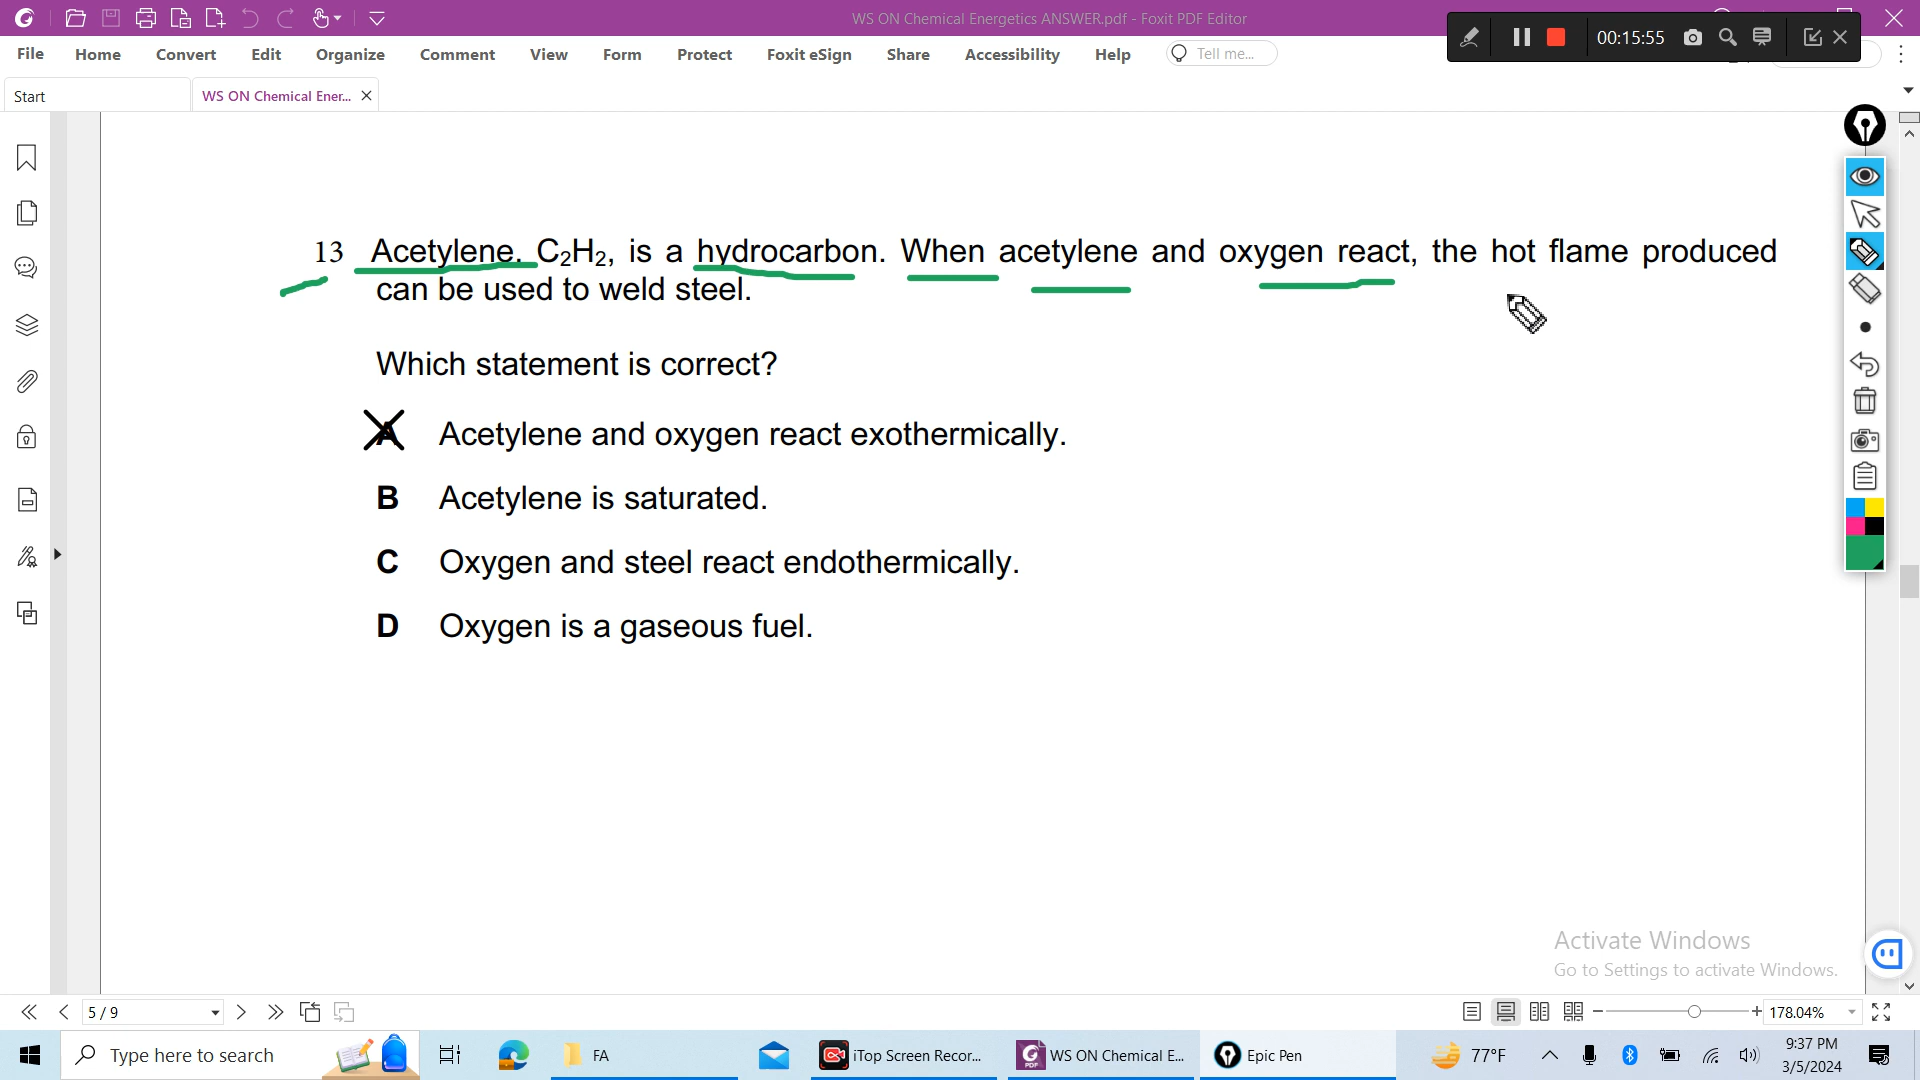 WS ON Chemical Energetics ANSWER.pdf - Foxit PDF Editor
00:15:55
File Home Convert Edit Organize Comment View Form Protect Foxit eSign Share Accessibility Help Tell me...
Start WS ON Chemical Ener...
13 Acetylene, C₂H₂, is a hydrocarbon. When acetylene and oxygen react, the hot flame produced
can be used to weld steel.
Which statement is correct?
A Acetylene and oxygen react exothermically.
B Acetylene is saturated.
C Oxygen and steel react endothermically.
D Oxygen is a gaseous fuel.
Activate Windows
Go to Settings to activate Windows.
5 / 9
178.04%
Type here to search
FA
iTop Screen Recor...
PDF
WS ON Chemical E...
Epic Pen
77°F
9:37 PM
3/5/2024